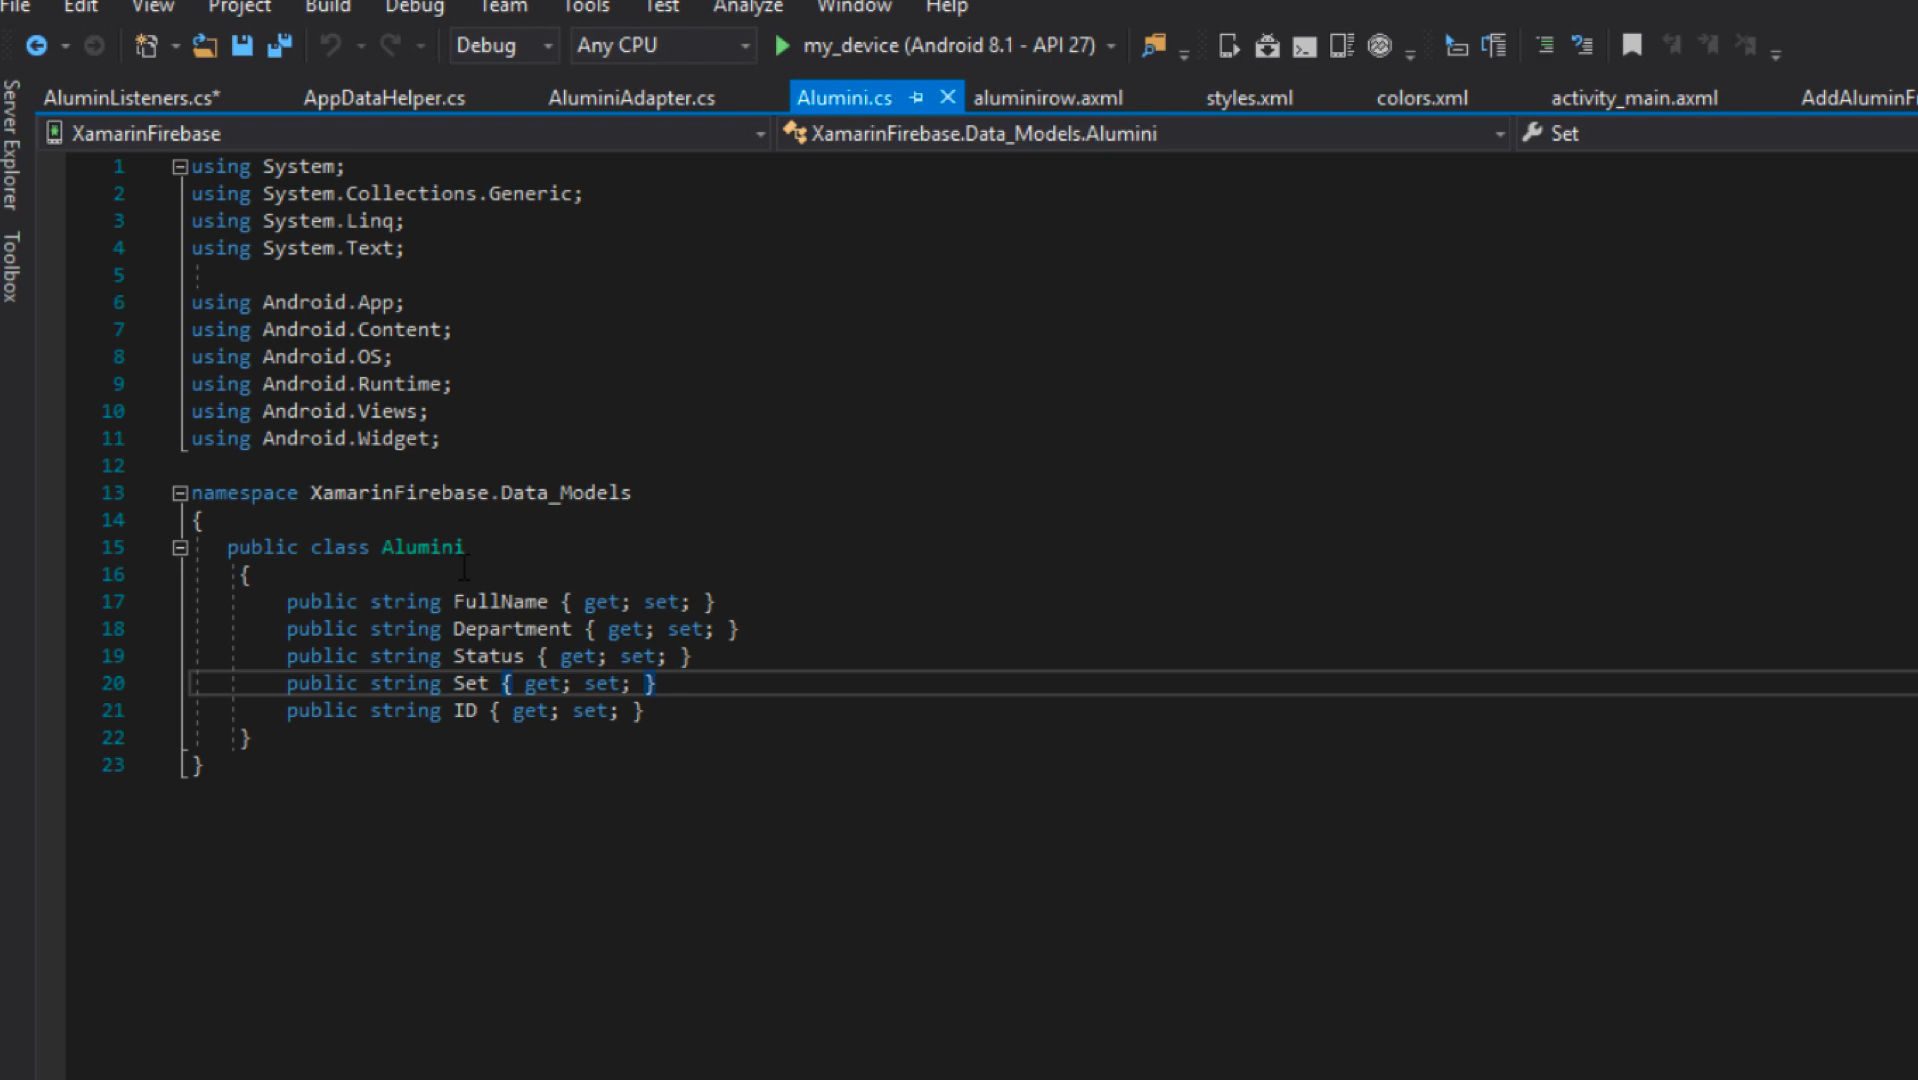 File Edit View Project Build Debug Team Tools Test Analyze Window Help
Debug Any CPU my_device (Android 8.1 - API 27)
AluminListeners.cs* AppDataHelper.cs AluminiAdapter.cs Alumini.cs aluminirow.axml styles.xml colors.xml activity_main.axml AddAluminFr
XamarinFirebase XamarinFirebase.Data_Models.Alumini Set
Server Explorer
Toolbox
1 using System;
2 using System.Collections.Generic;
3 using System.Linq;
4 using System.Text;
5
6 using Android.App;
7 using Android.Content;
8 using Android.OS;
9 using Android.Runtime;
10 using Android.Views;
11 using Android.Widget;
12
13 namespace XamarinFirebase.Data_Models
14 {
15 public class Alumini
16 {
17 public string FullName { get; set; }
18 public string Department { get; set; }
19 public string Status { get; set; }
20 public string Set { get; set; }
21 public string ID { get; set; }
22 }
23 }